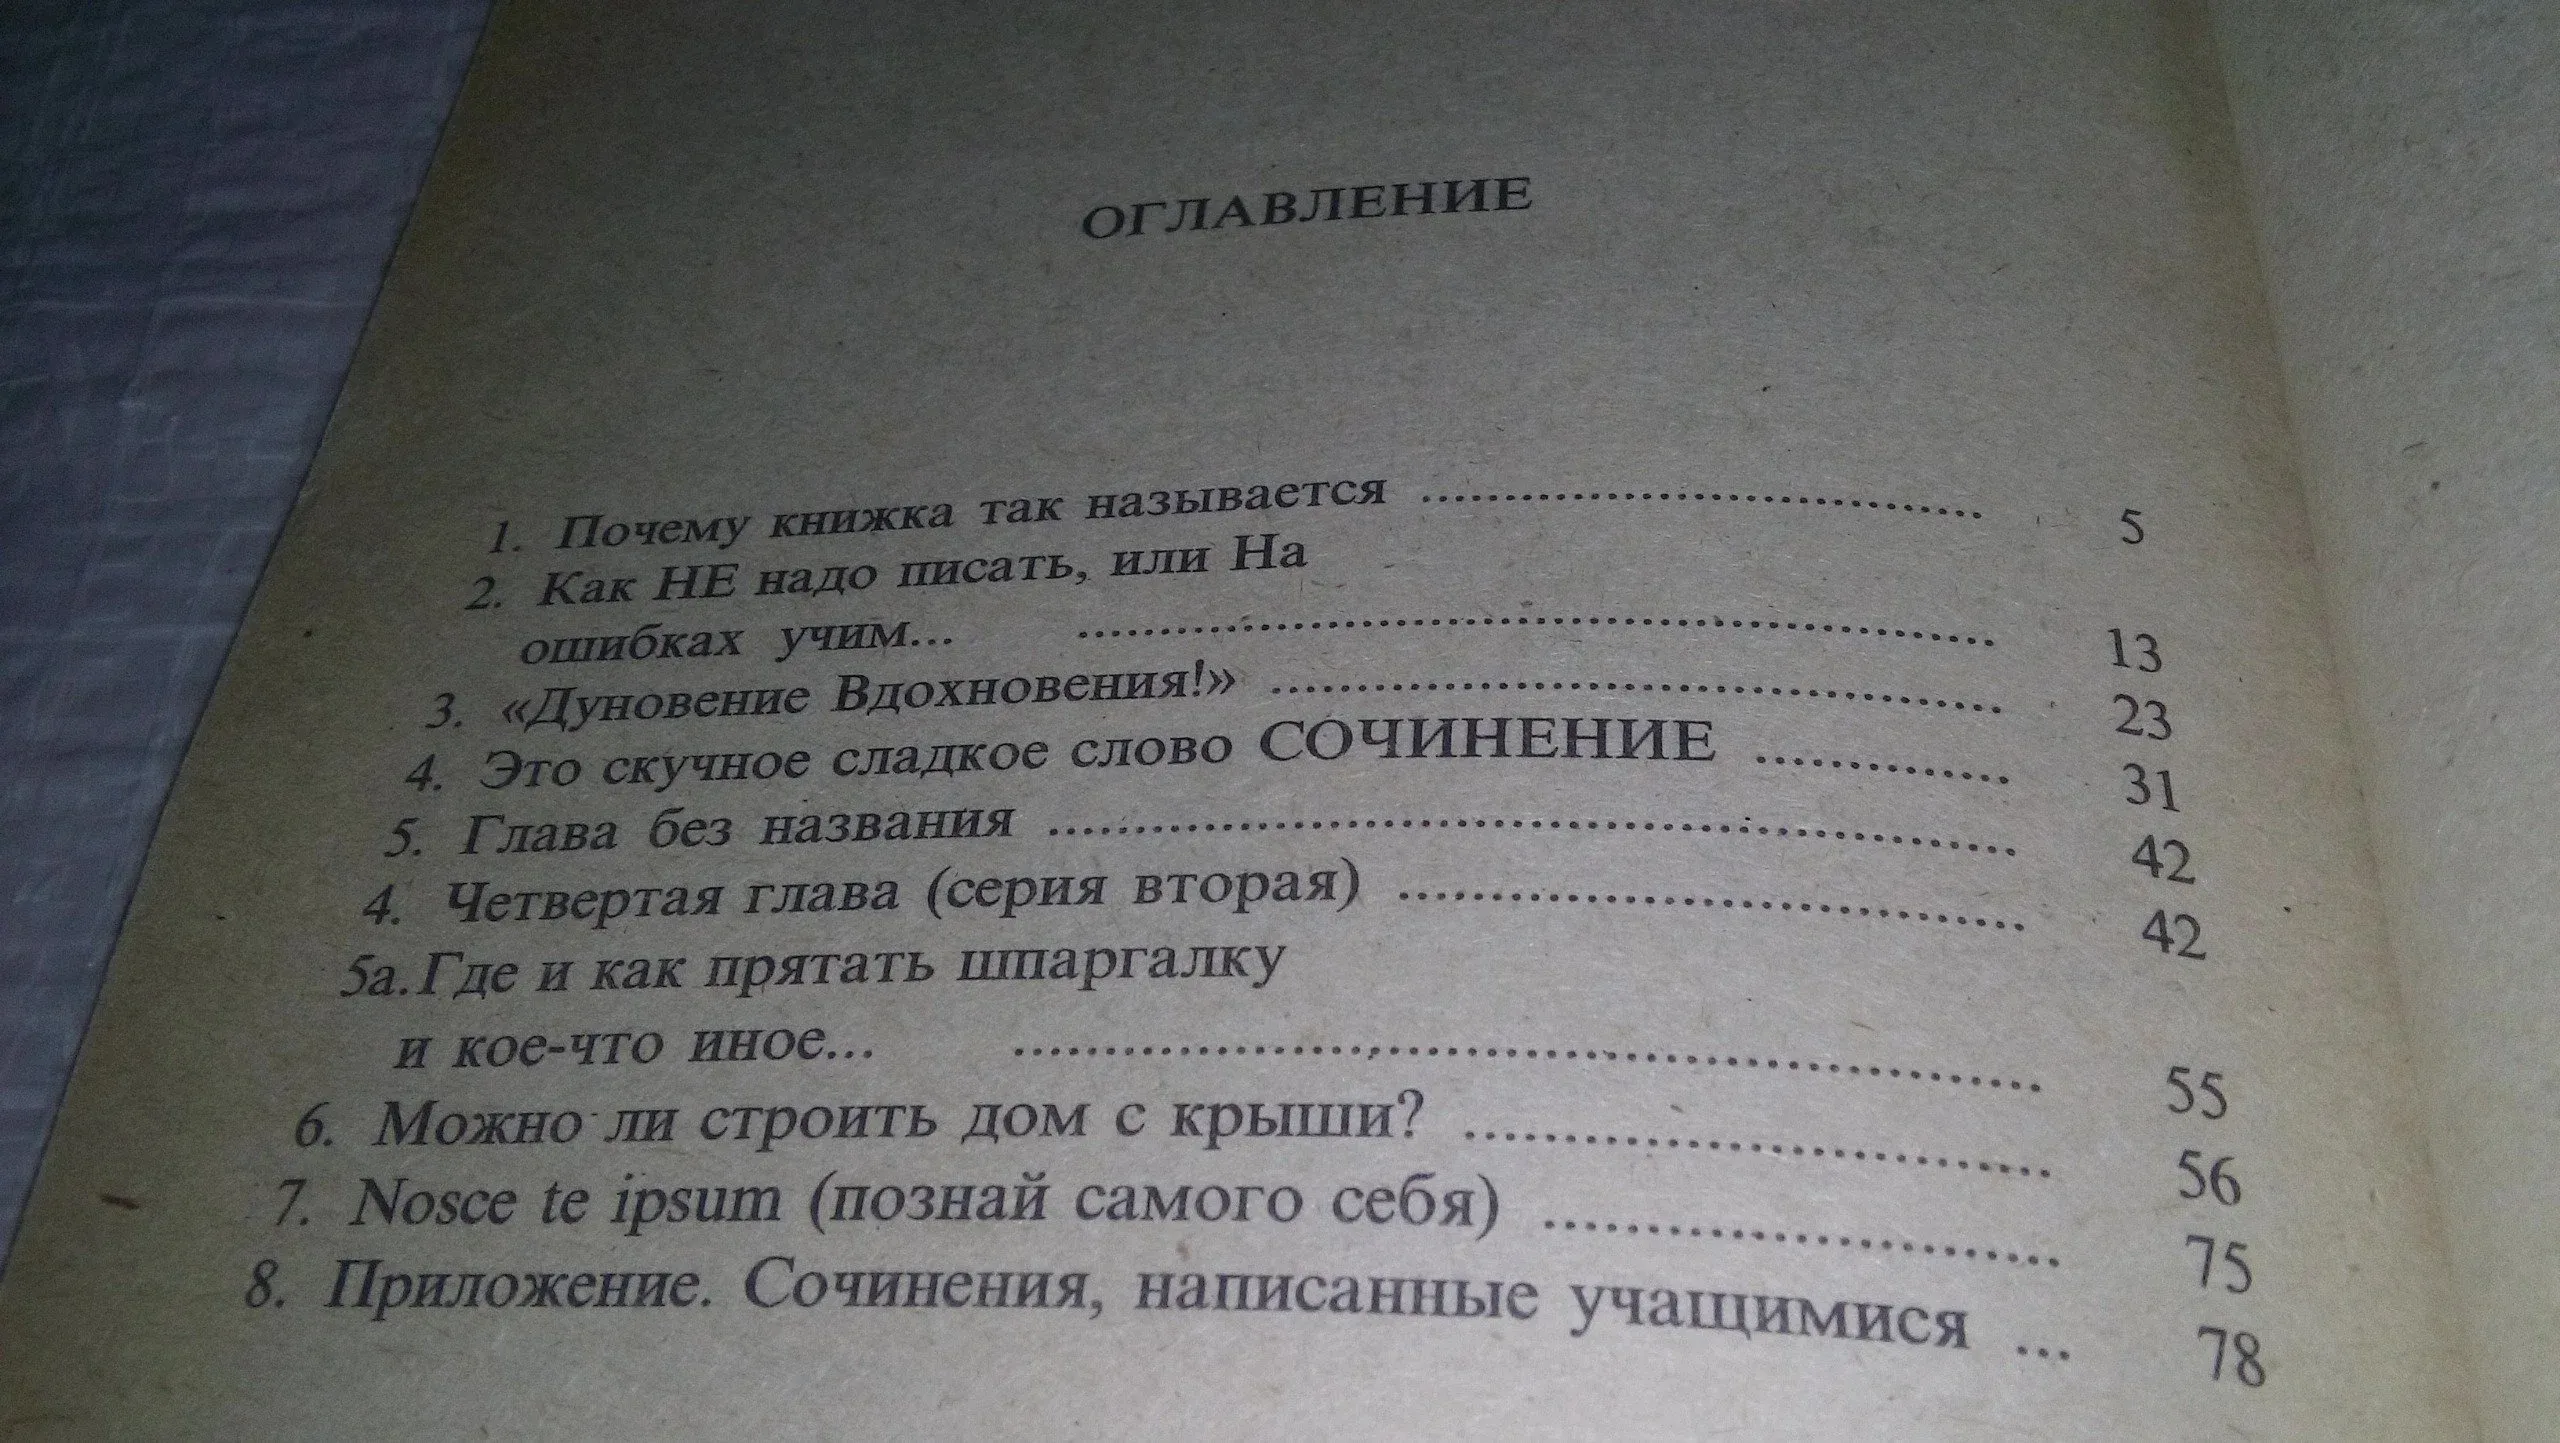 ОГЛАВЛЕНИЕ
1. Почему книжка так называется ........................................ 5
2. Как НЕ надо писать, или На
ошибках учим... ........................................ 13
3. «Дуновение Вдохновения!» ........................................ 23
4. Это скучное сладкое слово СОЧИНЕНИЕ .............. 31
5. Глава без названия ........................................ 42
4. Четвертая глава (серия вторая) ........................................ 42
5а. Где и как прятать шпаргалку
и кое-что иное... ........................................ 55
6. Можно ли строить дом с крыши? .............................. 56
7. Nosce te ipsum (познай самого себя) .......................... 75
8. Приложение. Сочинения, написанные учащимися ... 78